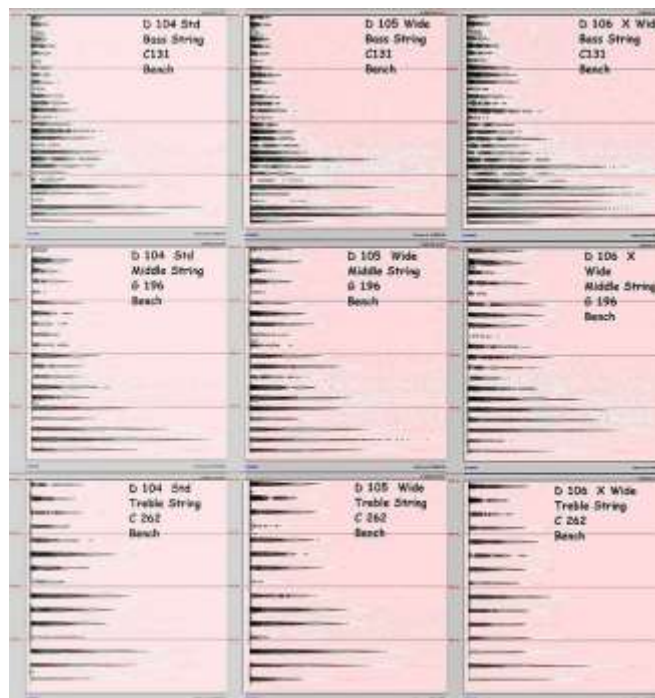 D 104 Std
Bass String
C131
Bench
D 105 Wide
Bass String
C131
Bench
D 106 X Wid
Bass String
C131
Bench
D 104 Std
Middle String
G 196
Bench
D 105 Wide
Middle String
G 196
Bench
D 106 X
Wide
Middle String
G 196
Bench
D 104 Std
Treble String
C 262
Bench
D 105 Wide
Treble String
C 262
Bench
D 106 X Wide
Treble String
C 262
Bench